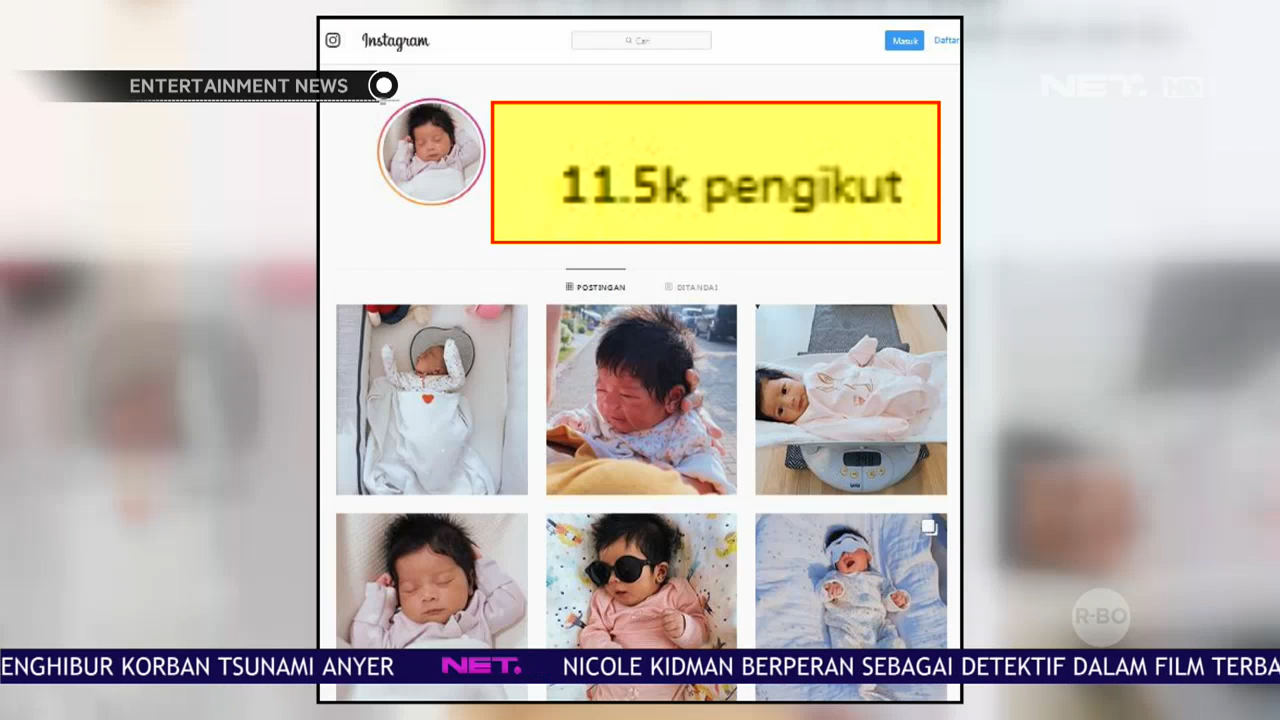 Instagram
Cari
Masuk
Daftar
ENTERTAINMENT NEWS
NET. HD
11.5k pengikut
POSTINGAN
DITANDAI
R-BO
ENGHIBUR KORBAN TSUNAMI ANYER NET. NICOLE KIDMAN BERPERAN SEBAGAI DETEKTIF DALAM FILM TERBA